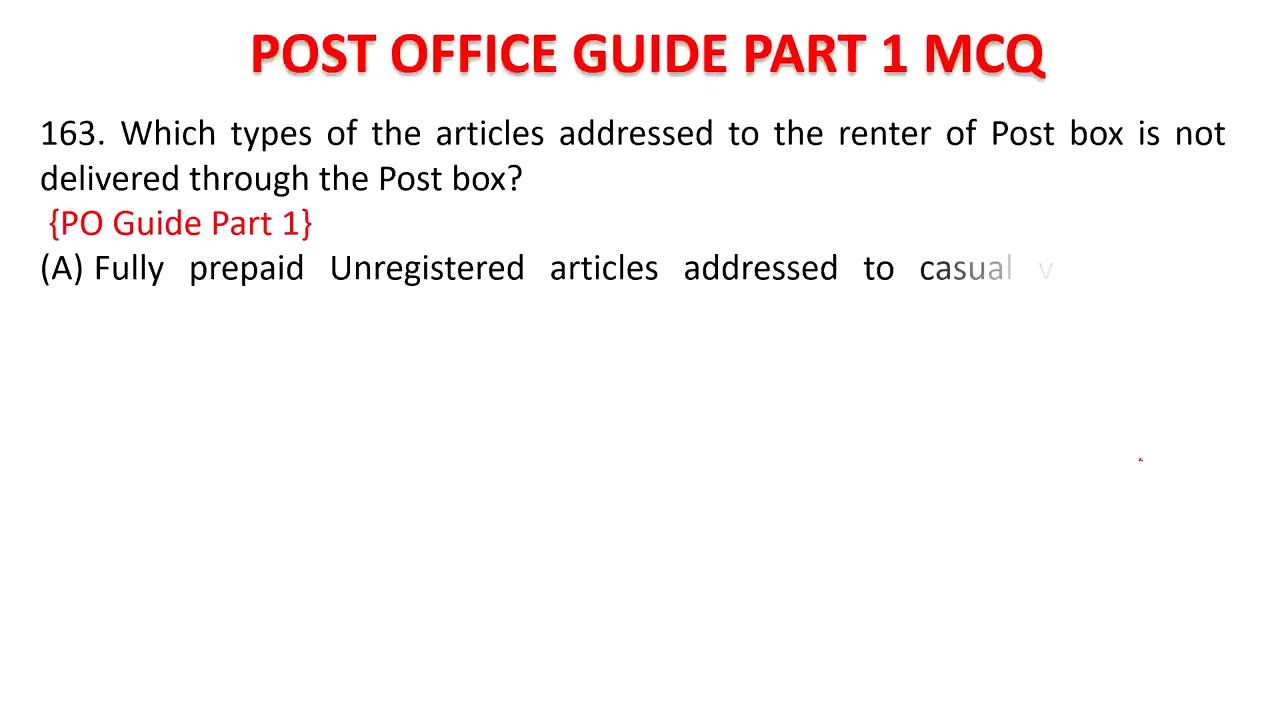 POST OFFICE GUIDE PART 1 MCQ
163. Which types of the articles addressed to the renter of Post box is not
delivered through the Post box?
{PO Guide Part 1}
(A) Fully prepaid Unregistered articles addressed to casual v